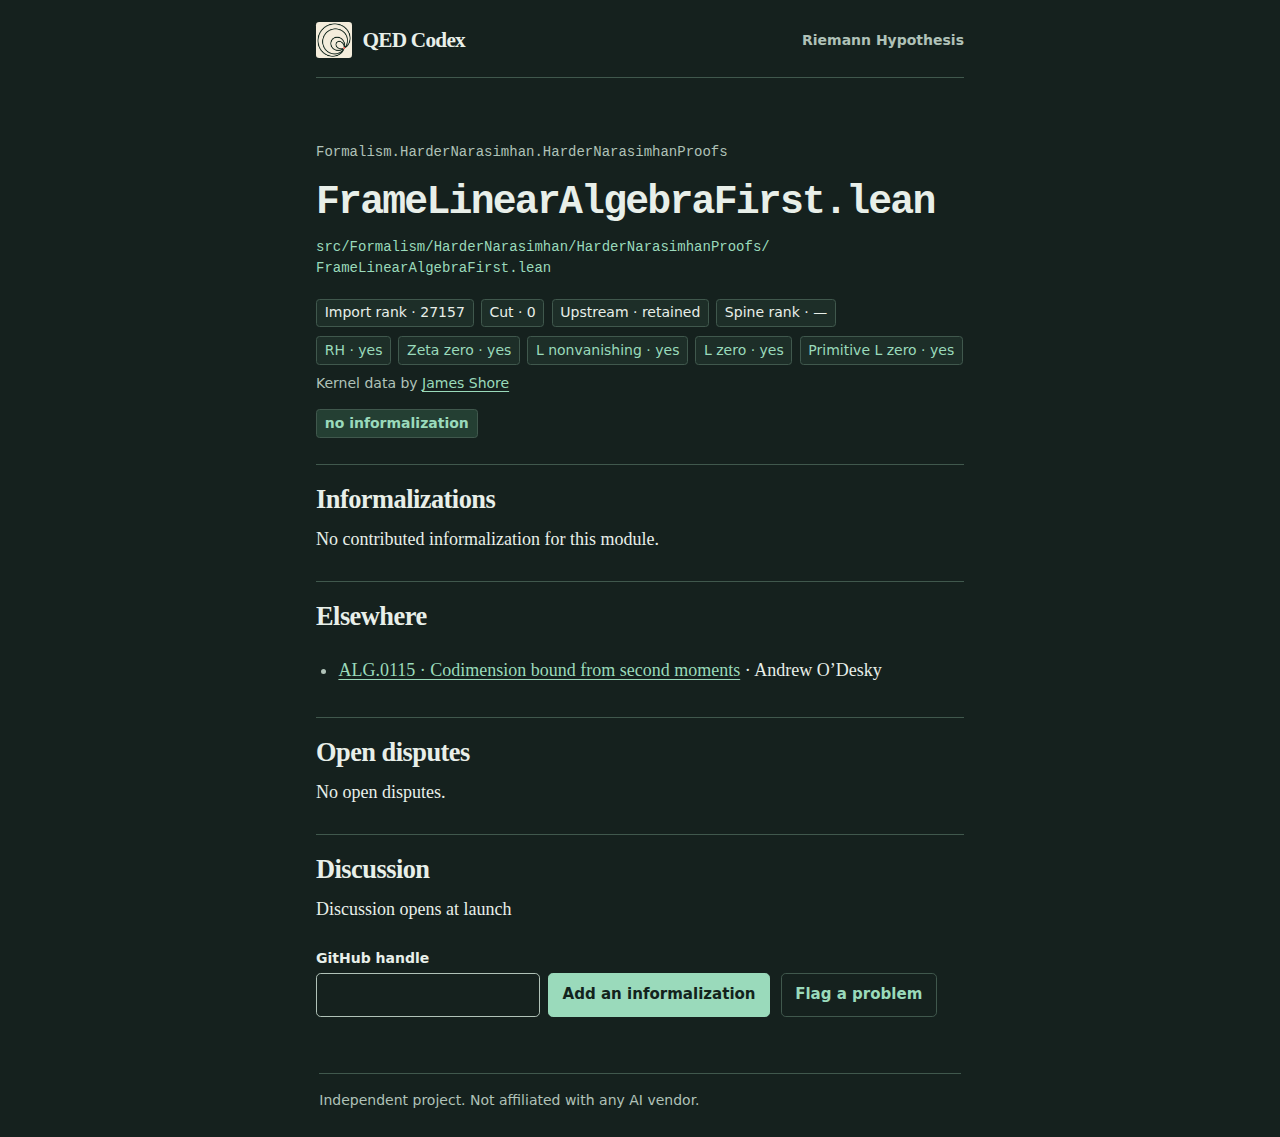 QED Codex
Riemann Hypothesis
Formalism.HarderNarasimhan.HarderNarasimhanProofs
FrameLinearAlgebraFirst.lean
src/Formalism/HarderNarasimhan/HarderNarasimhanProofs/
FrameLinearAlgebraFirst.lean
Import rank · 27157 Cut · 0 Upstream · retained Spine rank · —
RH · yes Zeta zero · yes L nonvanishing · yes L zero · yes Primitive L zero · yes
Kernel data by James Shore
no informalization
Informalizations
No contributed informalization for this module.
Elsewhere
• ALG.0115 · Codimension bound from second moments · Andrew O’Desky
Open disputes
No open disputes.
Discussion
Discussion opens at launch
GitHub handle
Add an informalization Flag a problem
Independent project. Not affiliated with any AI vendor.